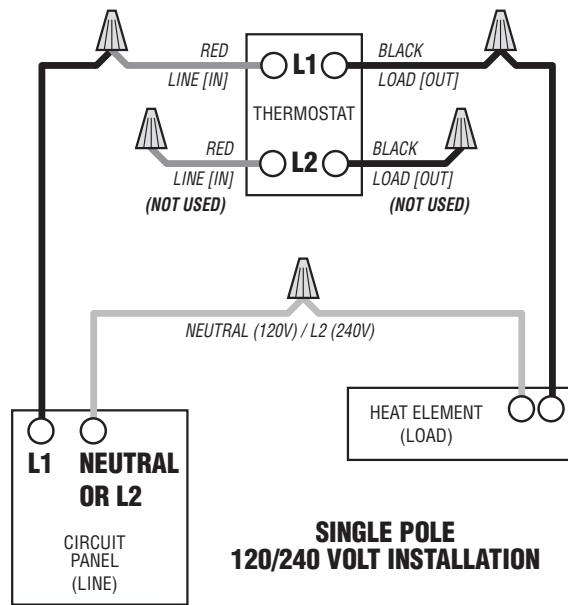 RED
L1
BLACK
LINE [IN]
LOAD [OUT]
THERMOSTAT
RED
L2
BLACK
LINE [IN]
LOAD [OUT]
(NOT USED)
(NOT USED)
NEUTRAL (120V) / L2 (240V)
HEAT ELEMENT
(LOAD)
L1
NEUTRAL
OR L2
CIRCUIT
PANEL
(LINE)
SINGLE POLE
120/240 VOLT INSTALLATION